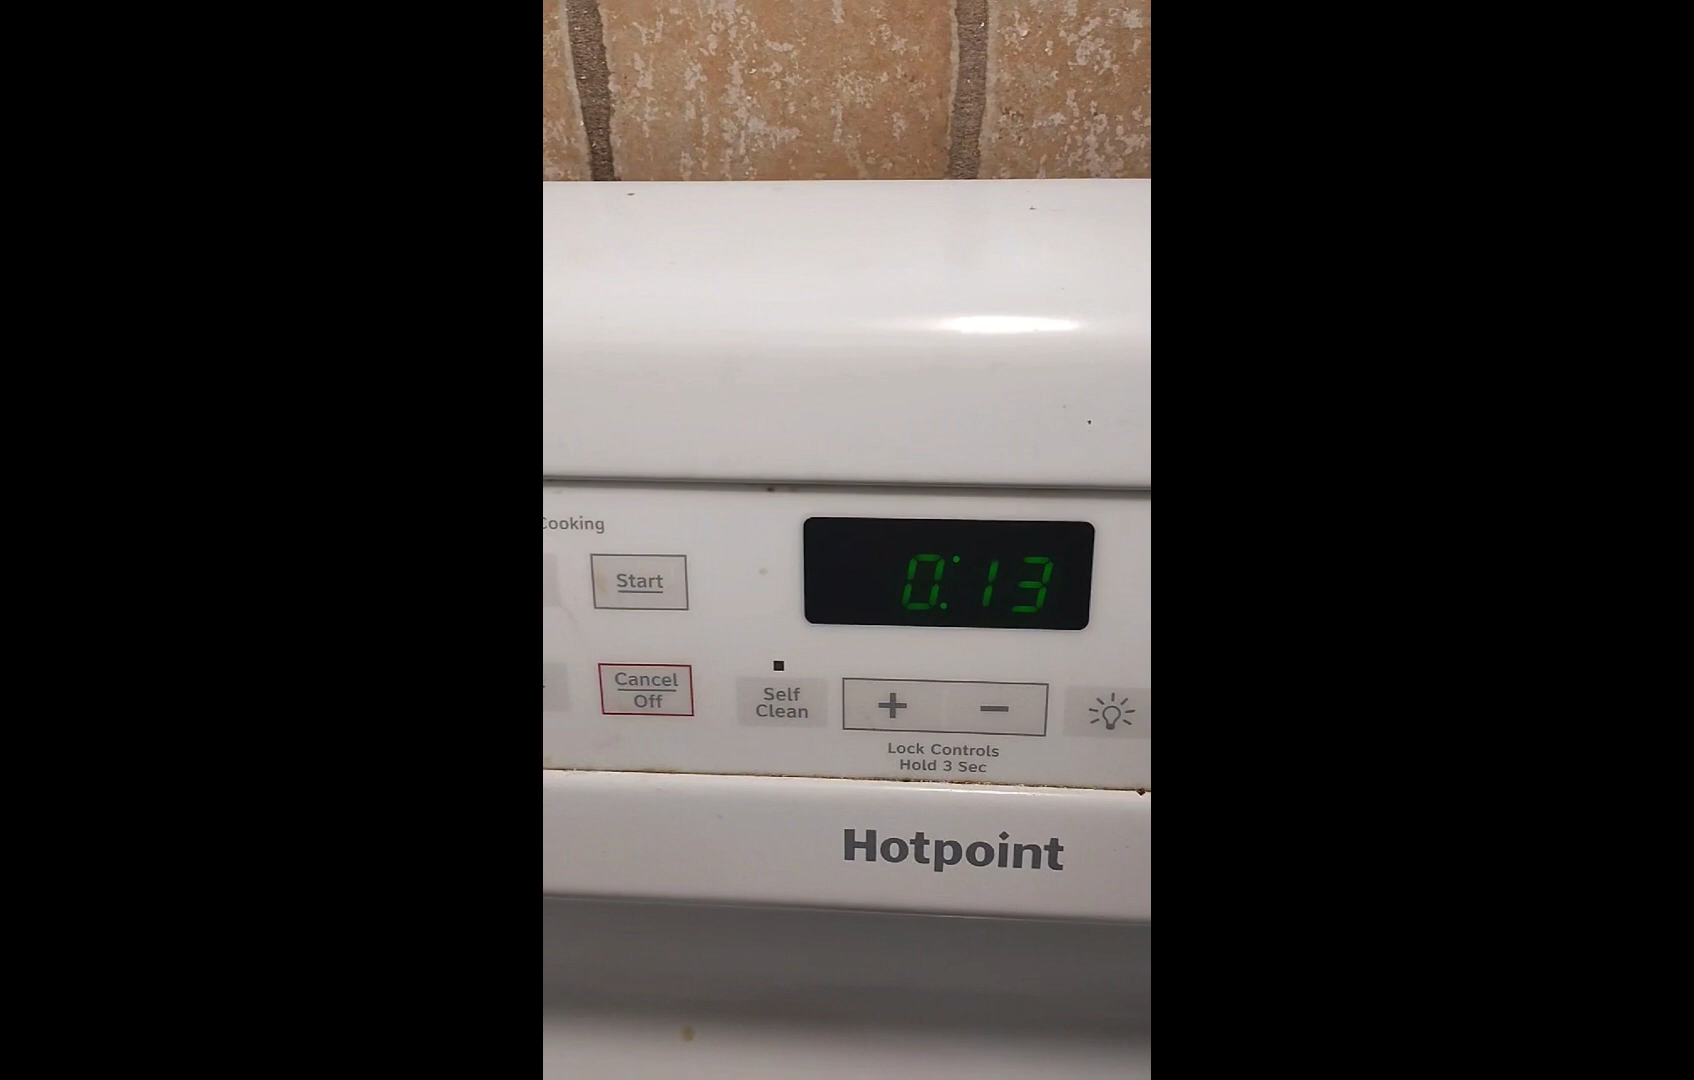 Cooking
Start
0:13
Cancel
Off
Self
Clean
+ −
Lock Controls
Hold 3 Sec
Hotpoint